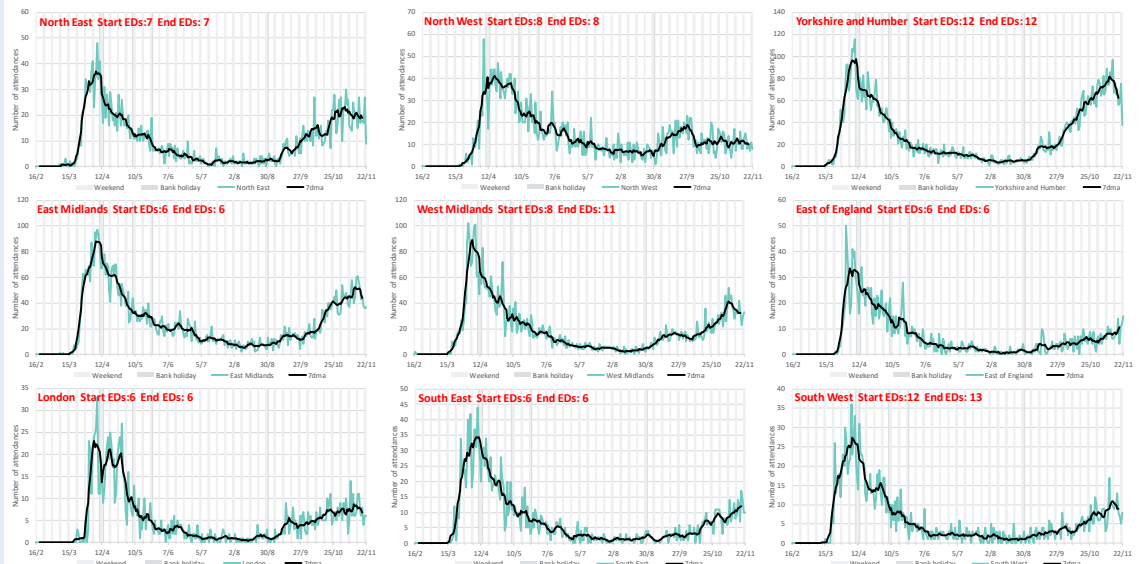 North East Start EDs:7 End EDs: 7
60
50
40
30
20
10
0
Number of attendances
16/2 15/3 12/4 10/5 7/6 5/7 2/8 30/8 27/9 25/10 22/11
Weekend Bank holiday North East 7dma
North West Start EDs:8 End EDs: 8
70
60
50
40
30
20
10
0
Number of attendances
16/2 15/3 12/4 10/5 7/6 5/7 2/8 30/8 27/9 25/10 22/11
Weekend Bank holiday North West 7dma
Yorkshire and Humber Start EDs:12 End EDs: 12
140
120
100
80
60
40
20
0
Number of attendances
16/2 15/3 12/4 10/5 7/6 5/7 2/8 30/8 27/9 25/10 22/11
Weekend Bank holiday Yorkshire and Humber 7dma
East Midlands Start EDs:6 End EDs: 6
120
100
80
60
40
20
0
Number of attendances
16/2 15/3 12/4 10/5 7/6 5/7 2/8 30/8 27/9 25/10 22/11
Weekend Bank holiday East Midlands 7dma
West Midlands Start EDs:8 End EDs: 11
120
100
80
60
40
20
0
Number of attendances
16/2 15/3 12/4 10/5 7/6 5/7 2/8 30/8 27/9 25/10 22/11
Weekend Bank holiday West Midlands 7dma
East of England Start EDs:6 End EDs: 6
60
50
40
30
20
10
0
Number of attendances
16/2 15/3 12/4 10/5 7/6 5/7 2/8 30/8 27/9 25/10 22/11
Weekend Bank holiday East of England 7dma
London Start EDs:6 End EDs: 6
35
30
25
20
15
10
5
0
Number of attendances
16/2 15/3 12/4 10/5 7/6 5/7 2/8 30/8 27/9 25/10 22/11
Weekend Bank holiday London 7dma
South East Start EDs:6 End EDs: 6
50
45
40
35
30
25
20
15
10
5
0
Number of attendances
16/2 15/3 12/4 10/5 7/6 5/7 2/8 30/8 27/9 25/10 22/11
Weekend Bank holiday South East 7dma
South West Start EDs:12 End EDs: 13
40
35
30
25
20
15
10
5
0
Number of attendances
16/2 15/3 12/4 10/5 7/6 5/7 2/8 30/8 27/9 25/10 22/11
Weekend Bank holiday South West 7dma